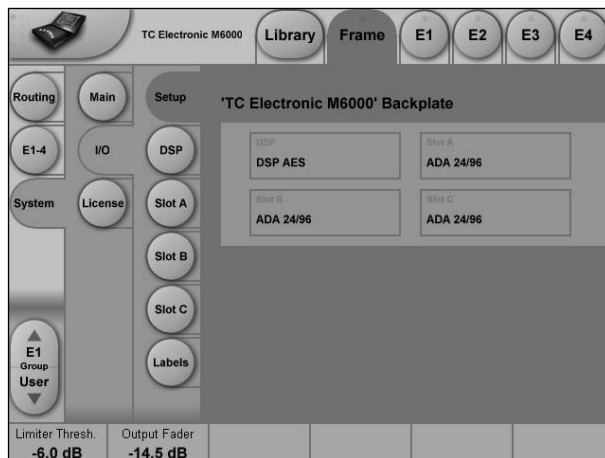 TC Electronic M6000
Library
Frame
E1
E2
E3
E4
Routing
Main
Setup
'TC Electronic M6000' Backplate
E1-4
I/O
DSP
DSP
DSP AES
Slot A
ADA 24/96
System
License
Slot A
Slot B
ADA 24/96
Slot C
ADA 24/96
Slot B
Slot C
E1
Group
User
Labels
Limiter Thresh.
-6.0 dB
Output Fader
-14.5 dB